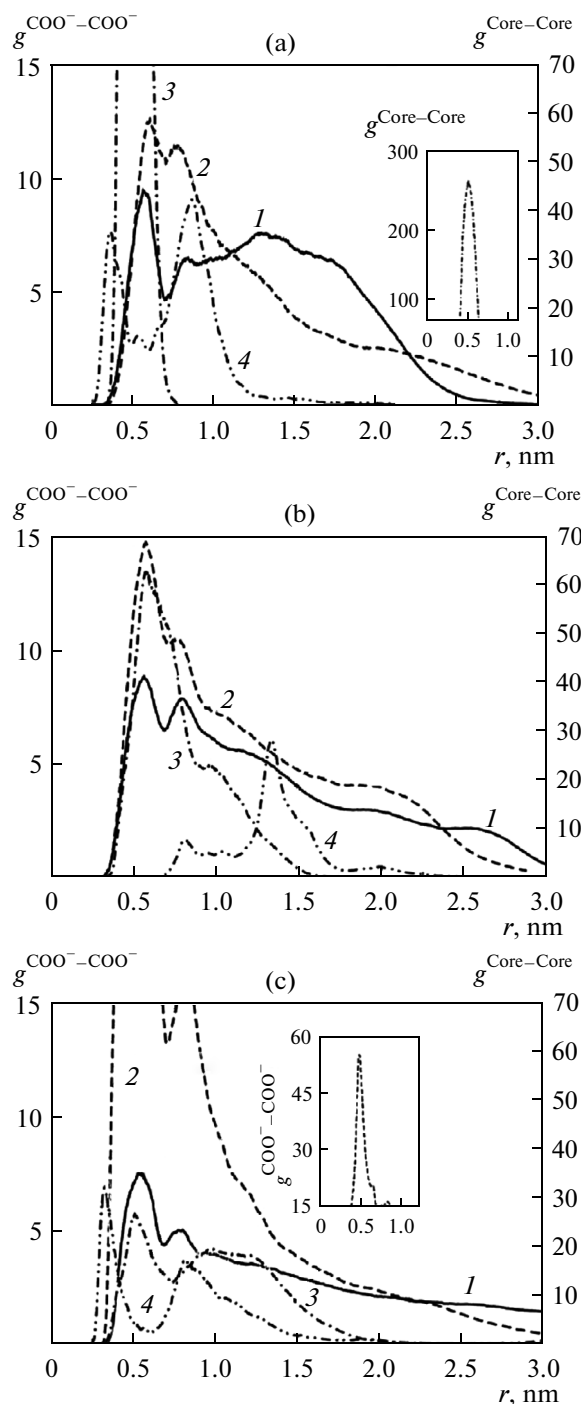 g^COO⁻–COO⁻ (a) g^Core–Core
15 70
3 60
2 g^Core–Core
10 300 50
1 200 40
30
5 100 20
4 0 0.5 1.0 10
0 0.5 1.0 1.5 2.0 2.5 3.0
r, nm
g^COO⁻–COO⁻ (b) g^Core–Core
15 70
60
10 50
40
2 30
5 3 20
4 1 10
0 0.5 1.0 1.5 2.0 2.5 3.0
r, nm
g^COO⁻–COO⁻ (c) g^Core–Core
15 70
60 60
2 45 50
10 g^COO⁻–COO⁻ 30 40
15
0 0.5 1.0 30
5 20
4 3 1 10
0 0.5 1.0 1.5 2.0 2.5 3.0
r, nm